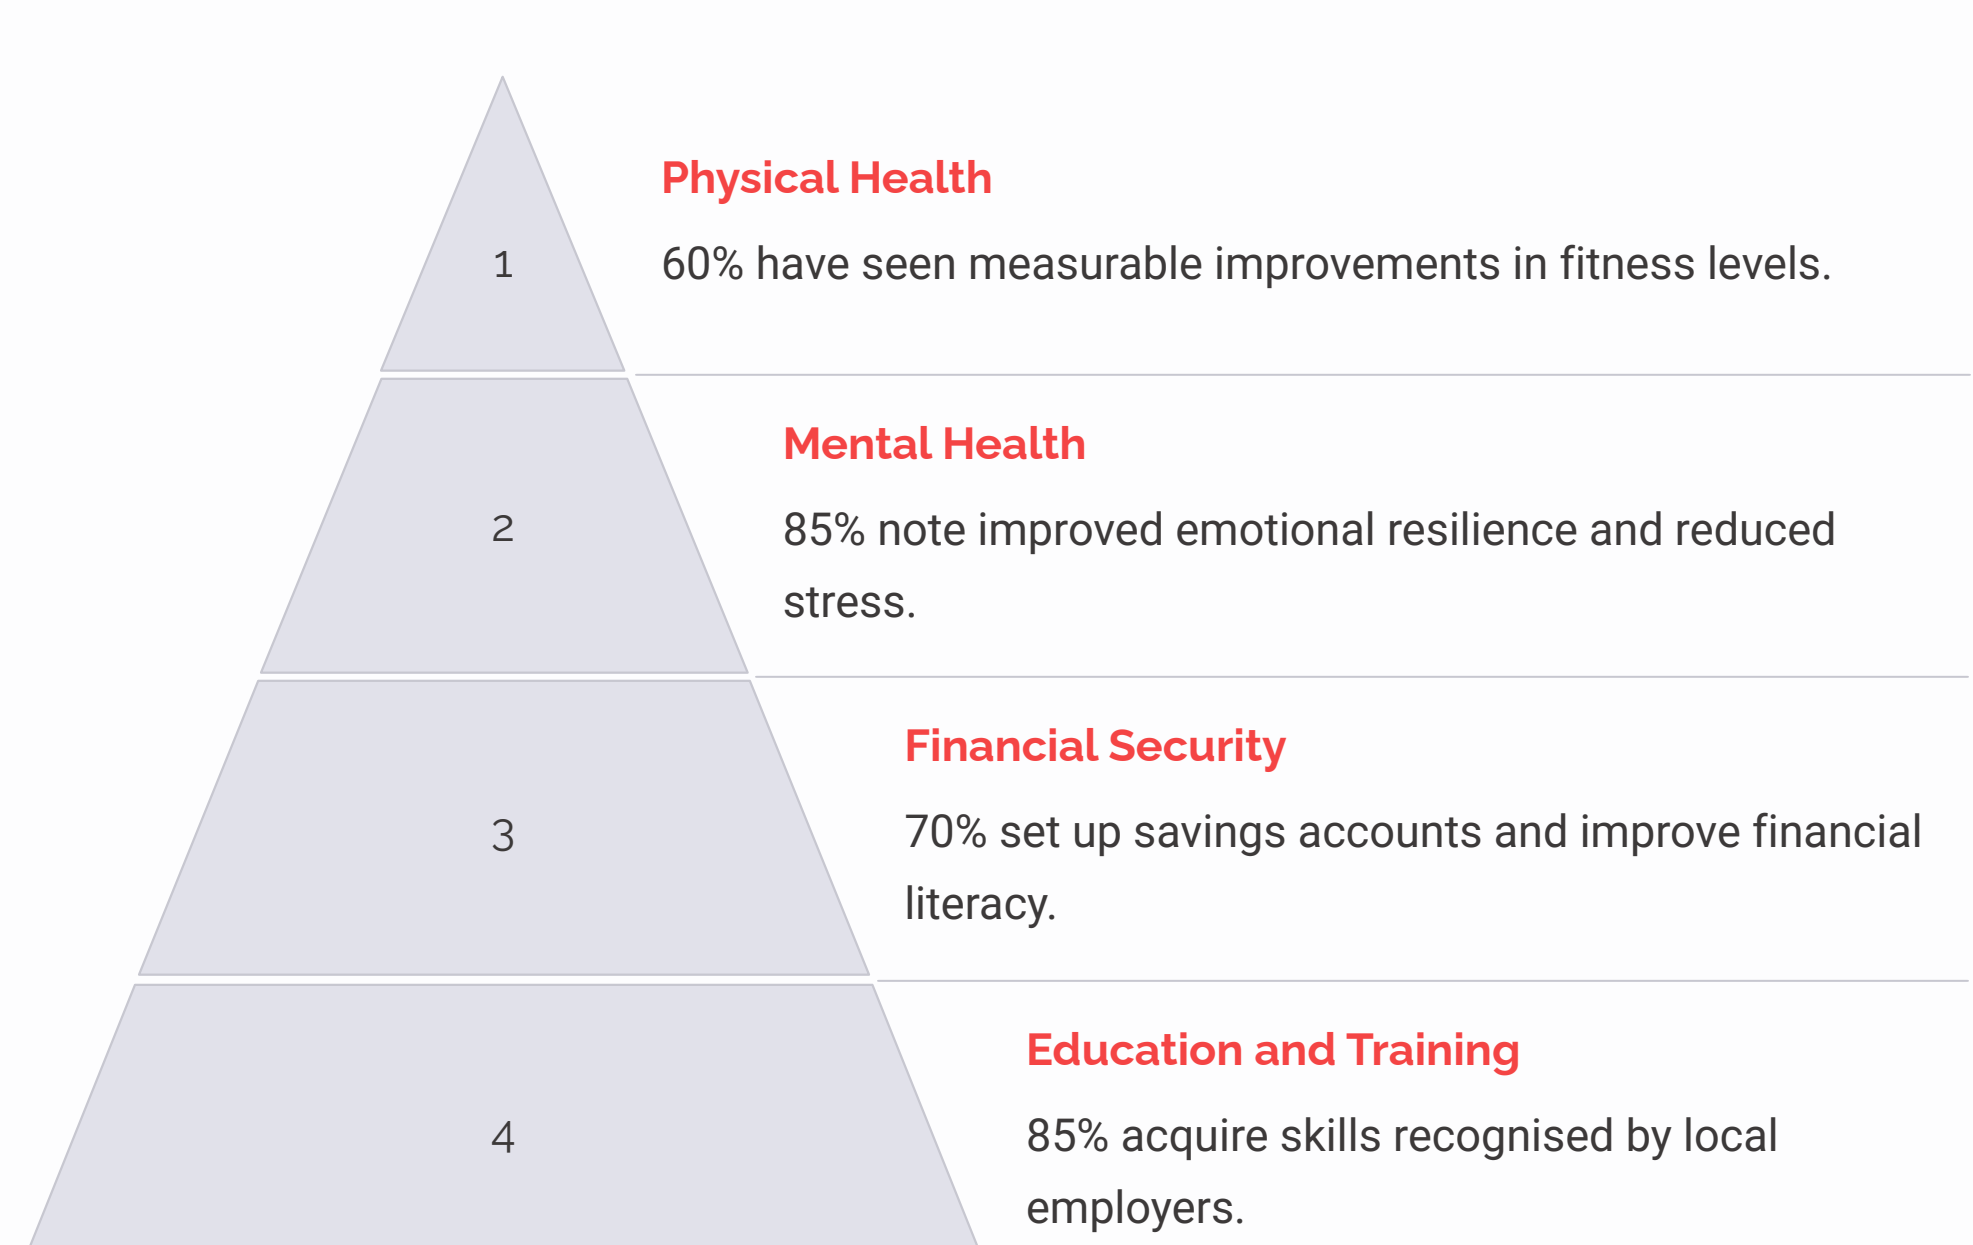 Physical Health
1
60% have seen measurable improvements in fitness levels.
Mental Health
2
85% note improved emotional resilience and reduced
stress.
Financial Security
3
70% set up savings accounts and improve financial
literacy.
Education and Training
4
85% acquire skills recognised by local
employers.